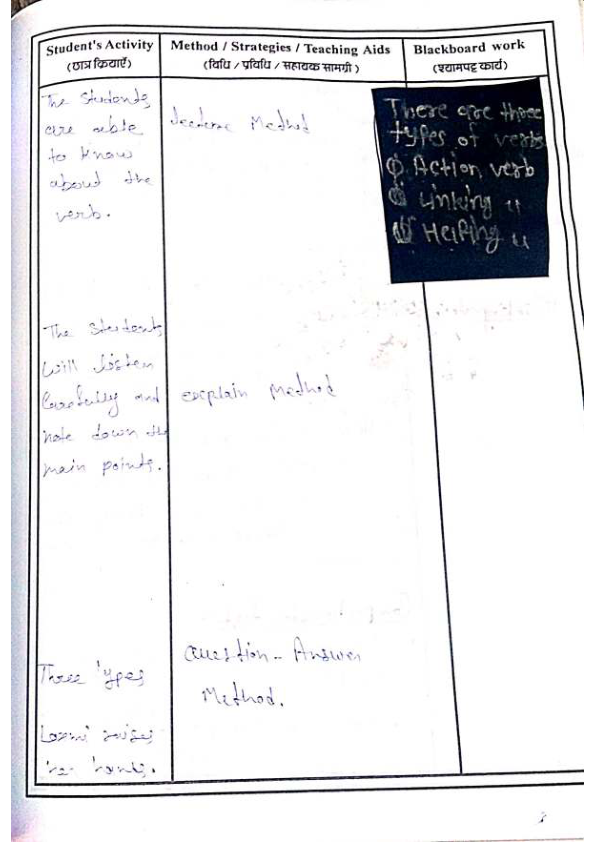 Student's Activity
(छात्र क्रियाएँ)
Method / Strategies / Teaching Aids
(विधि / प्रविधि / सहायक सामग्री )
Blackboard work
(श्यामपट्ट कार्य)
The Students
are able
to know
about the
verb.
Lecture Method
There are three
types of verbs
(i) Action verb
(ii) Linking 〃
(iii) Helping 〃
The Students
will listen
Carefully and
note down the
main points.
explain Method
Three Types
Laxmi raises
her hands.
Question - Answer
Method.